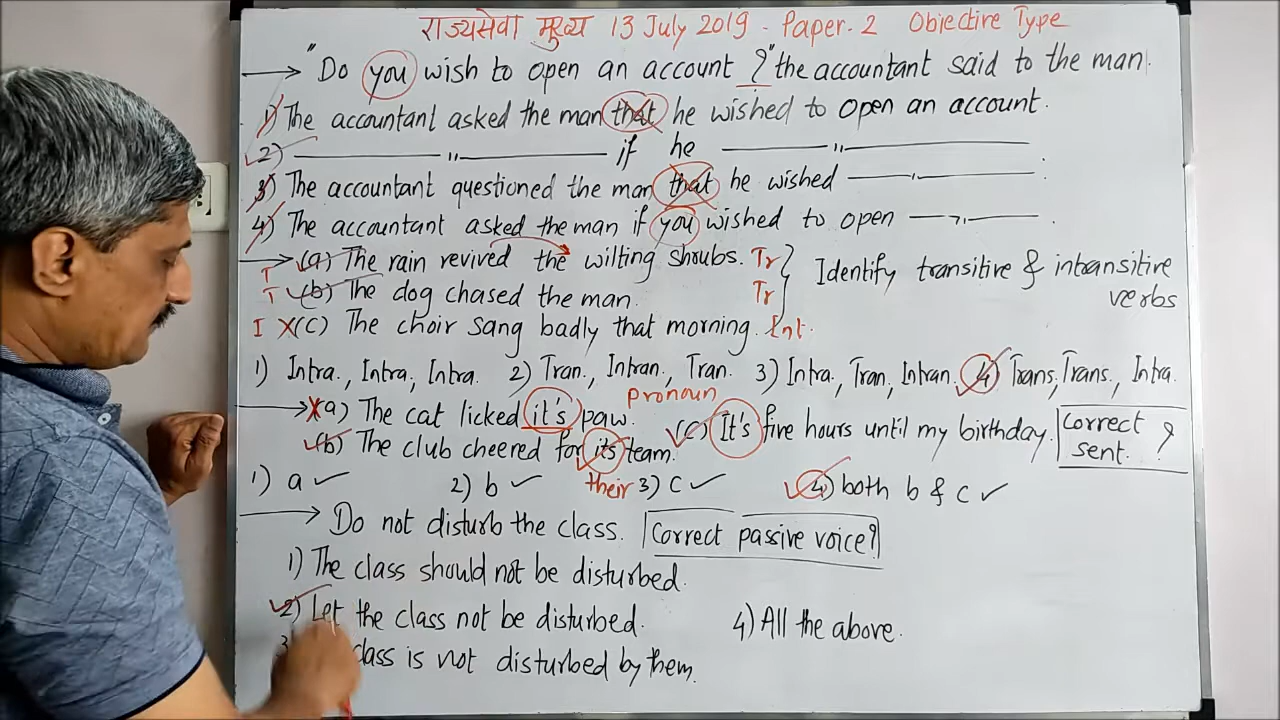 राज्यसेवा मुख्य 13 July 2019 - Paper-2 Objective Type
"Do you wish to open an account ?" the accountant said to the man.
1) The accountant asked the man that he wished to open an account.
2) —— " —— if he —— " ——.
3) The accountant questioned the man that he wished —— " ——.
4) The accountant asked the man if you wished to open —— " ——.
T (a) The rain revived the wilting shrubs. Tr
T (b) The dog chased the man. Tr
Identify transitive & intransitive verbs
I X (c) The choir sang badly that morning. Int.
1) Intra., Intra, Intra. 2) Tran., Intran., Tran. 3) Intra., Tran, Intran. 4) Trans, Trans., Intra.
pronoun
X a) The cat licked it's paw. (c) It's five hours until my birthday. Correct sent. ?
(b) The club cheered for its team.
their
1) a ✓ 2) b ✓ 3) c ✓ 4) both b & c ✓
Do not disturb the class. Correct passive voice?
1) The class should not be disturbed.
2) Let the class not be disturbed. 4) All the above.
class is not disturbed by them.